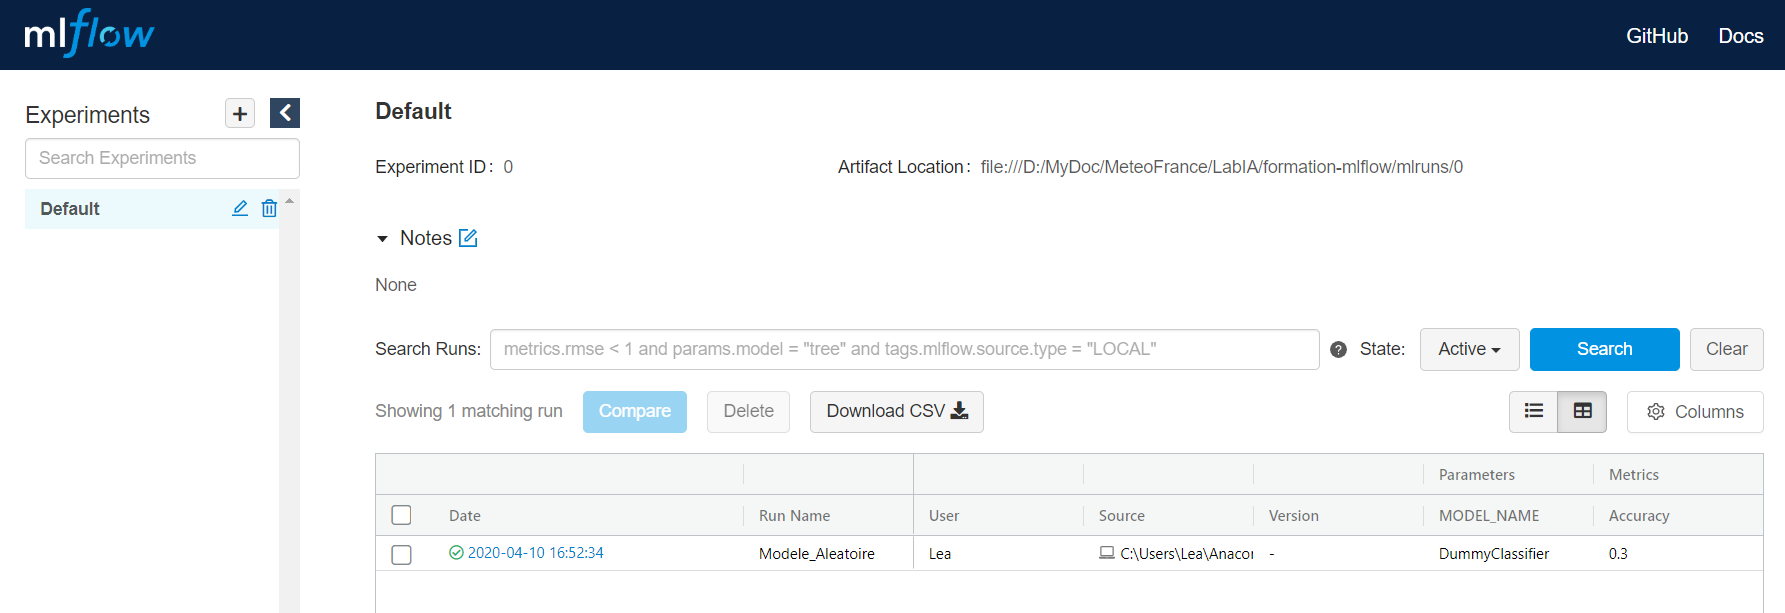 mlflow
GitHub Docs
Experiments
Search Experiments
Default
Default
Experiment ID: 0 Artifact Location: file:///D:/MyDoc/MeteoFrance/LabIA/formation-mlflow/mlruns/0
Notes
None
Search Runs: metrics.rmse < 1 and params.model = "tree" and tags.mlflow.source.type = "LOCAL" ? State: Active Search Clear
Showing 1 matching run Compare Delete Download CSV Columns
Parameters Metrics
Date Run Name User Source Version MODEL_NAME Accuracy
2020-04-10 16:52:34 Modele_Aleatoire Lea C:\Users\Lea\Anacor - DummyClassifier 0.3